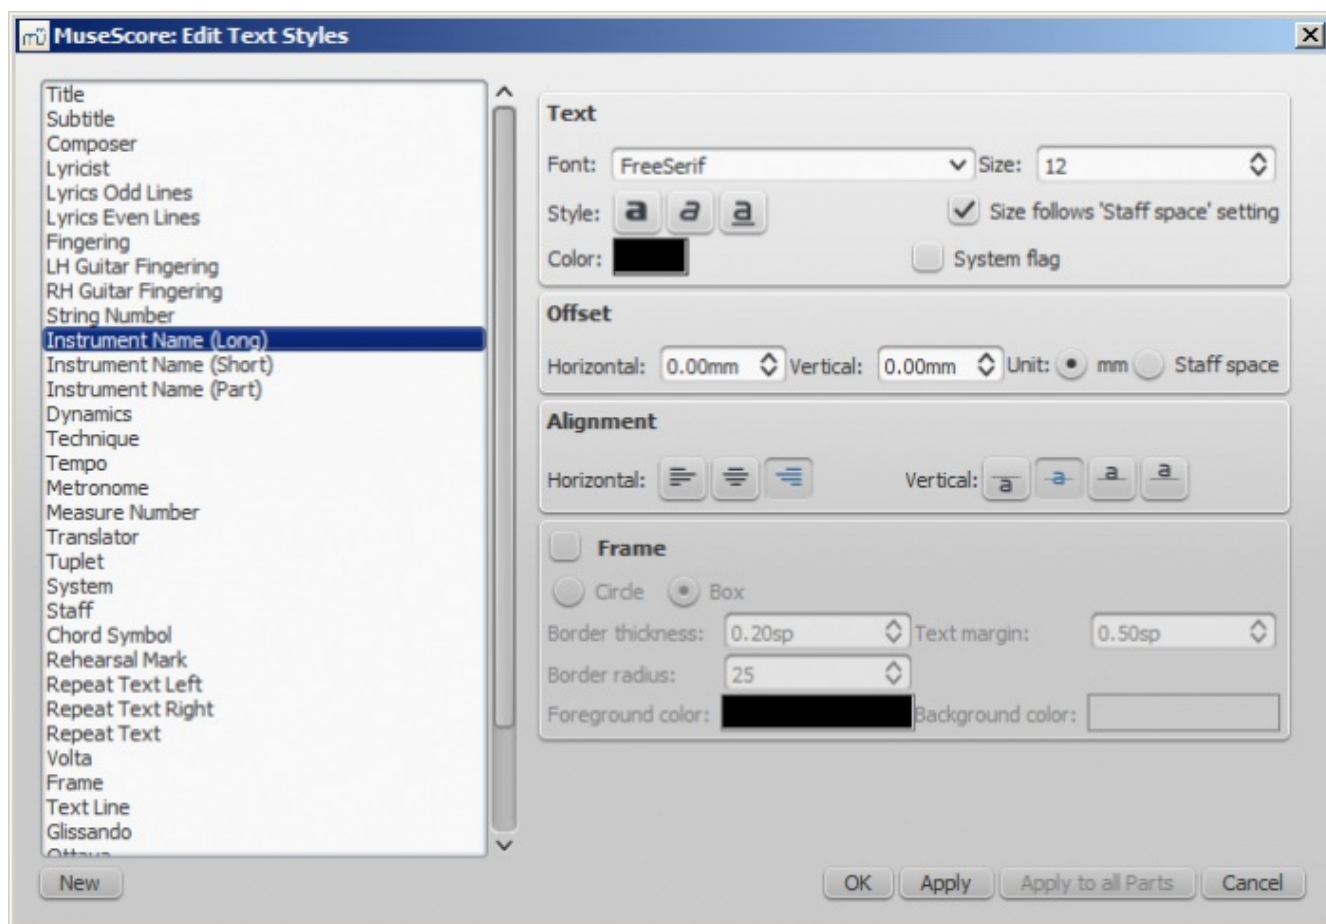 MuseScore: Edit Text Styles
Title
Subtitle
Composer
Lyricist
Lyrics Odd Lines
Lyrics Even Lines
Fingering
LH Guitar Fingering
RH Guitar Fingering
String Number
Instrument Name (Long)
Instrument Name (Short)
Instrument Name (Part)
Dynamics
Technique
Tempo
Metronome
Measure Number
Translator
Tuplet
System
Staff
Chord Symbol
Rehearsal Mark
Repeat Text Left
Repeat Text Right
Repeat Text
Volta
Frame
Text Line
Glissando
Ottava
New
Text
Font: FreeSerif Size: 12
Style: a a a Size follows 'Staff space' setting
Color: System flag
Offset
Horizontal: 0.00mm Vertical: 0.00mm Unit: mm Staff space
Alignment
Horizontal: Vertical: a a a a
Frame
Circle Box
Border thickness: 0.20sp Text margin: 0.50sp
Border radius: 25
Foreground color: Background color:
OK Apply Apply to all Parts Cancel